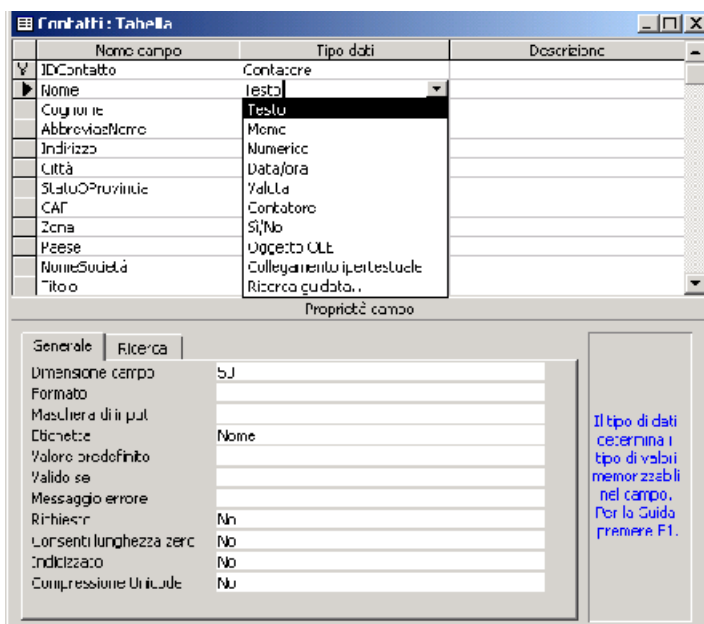 Contatti : Tabella
Nome campo Tipo dati Descrizione
IDContatto Contatore
Nome Testo
Cognome Testo
AbbreviazNome Memo
Indirizzo Numerico
Città Data/ora
StatoOProvincia Valuta
CAP Contatore
Zona Sì/No
Paese Oggetto OLE
NomeSocietà Collegamento ipertestuale
Titolo Ricerca guidata...
Proprietà campo
Generale Ricerca
Dimensione campo 50
Formato
Maschera di input
Etichetta Nome
Valore predefinito
Valido se
Messaggio errore
Richiesto No
Consenti lunghezza zero No
Indicizzato No
Compressione Unicode No
Il tipo di dati
determina il
tipo di valori
memorizzabili
nel campo.
Per la Guida
premere F1.